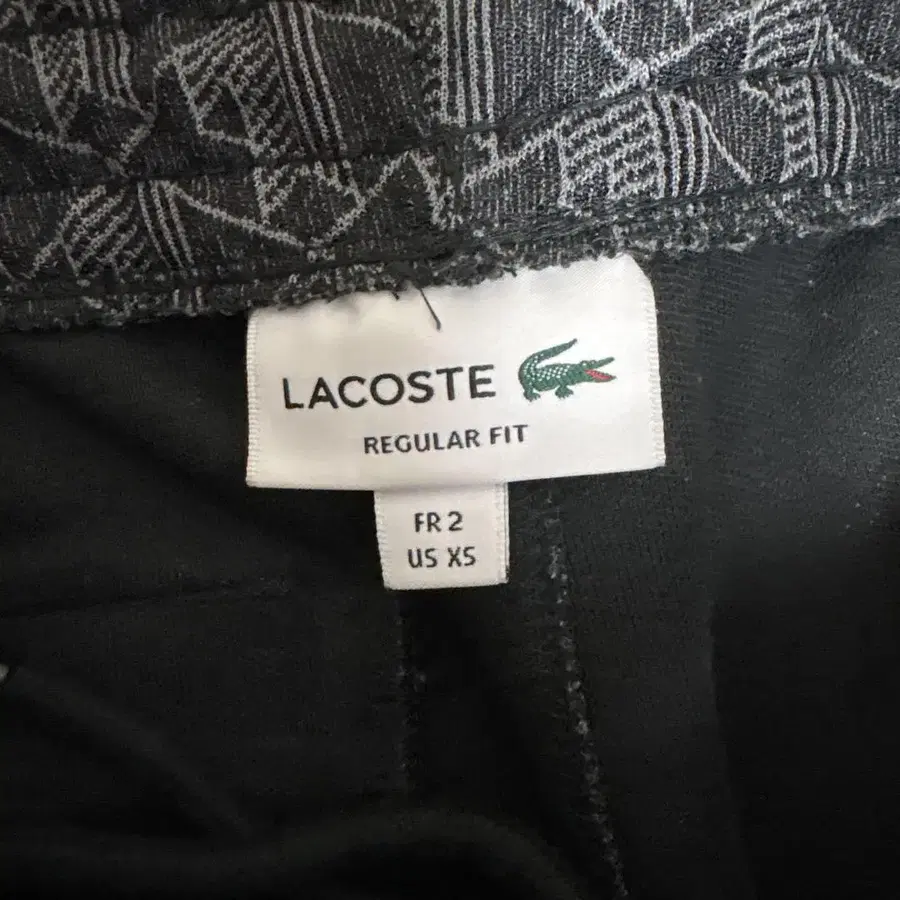 LACOSTE
REGULAR FIT
FR 2
US XS